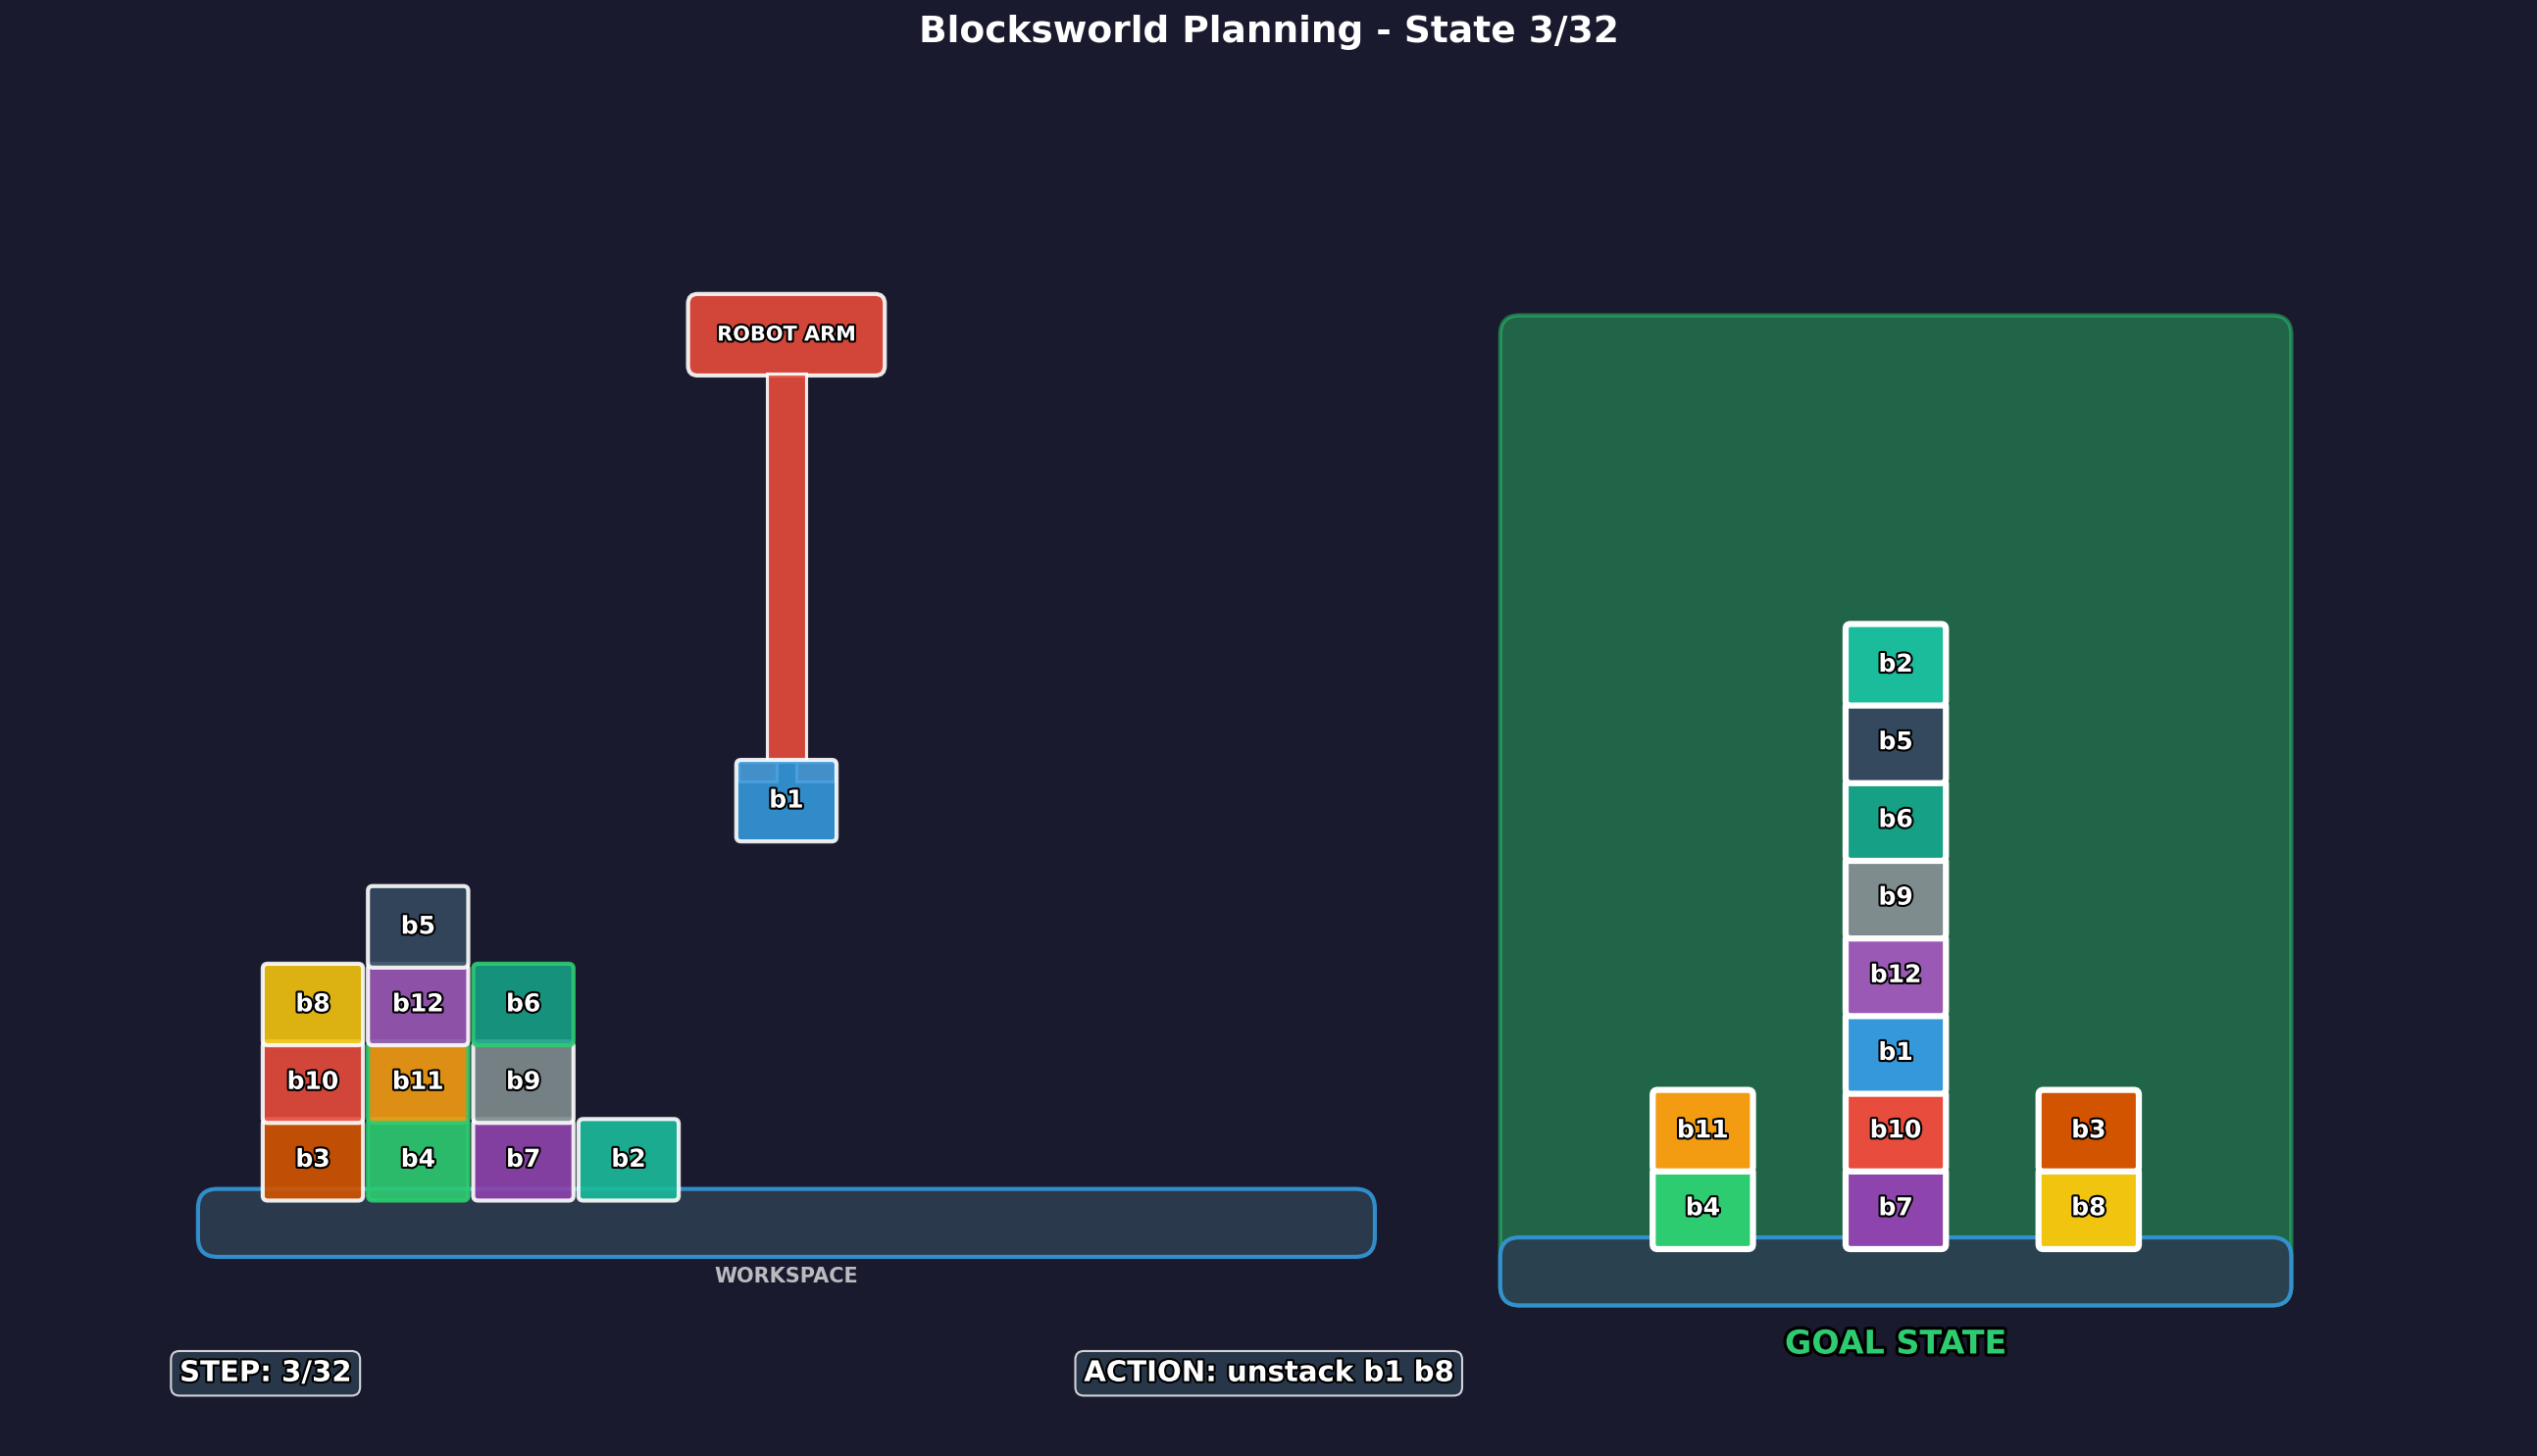 Blocksworld Planning - State 3/32
ROBOT ARM
b1
b5
b8 b12 b6
b10 b11 b9
b3 b4 b7 b2
WORKSPACE
b2
b5
b6
b9
b12
b1
b11 b10 b3
b4 b7 b8
GOAL STATE
STEP: 3/32
ACTION: unstack b1 b8